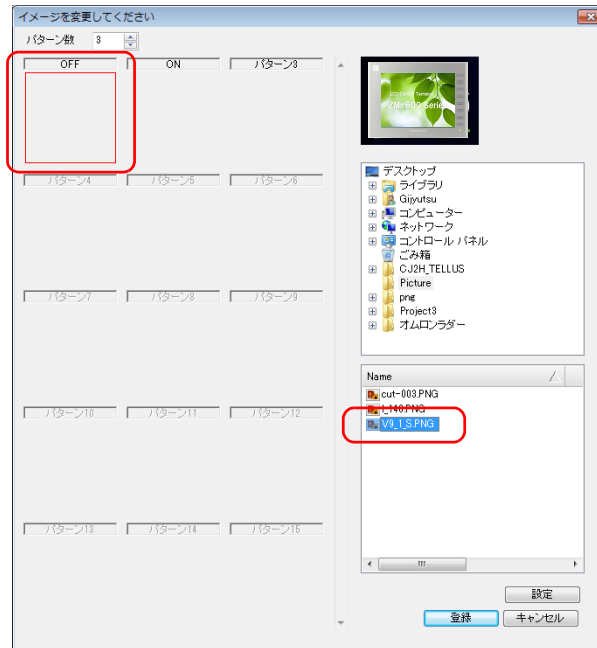 イメージを変更してください
パターン数 3
OFF ON パターン3
パターン4 パターン5 パターン6
パターン7 パターン8 パターン9
パターン10 パターン11 パターン12
パターン13 パターン14 パターン15
デスクトップ
ライブラリ
Gijyutsu
コンピューター
ネットワーク
コントロール パネル
ごみ箱
CJ2H_TELLUS
Picture
png
Project3
オムロンラダー
Name
cut-003.PNG
V9_1_S.PNG
設定
登録 キャンセル